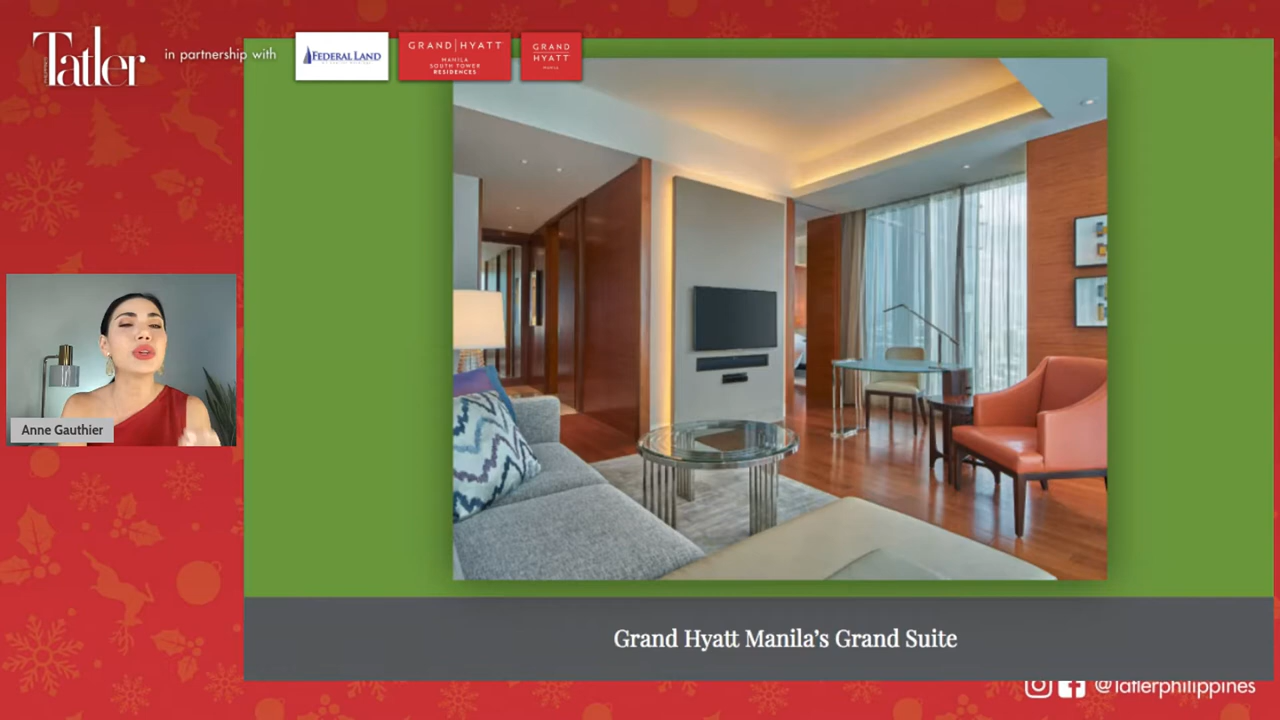 Tatler
in partnership with
FEDERAL LAND
GRAND|HYATT
MANILA
SOUTH TOWER
RESIDENCES
GRAND
HYATT
MANILA
Anne Gauthier
Grand Hyatt Manila's Grand Suite
@tatlerphilippines